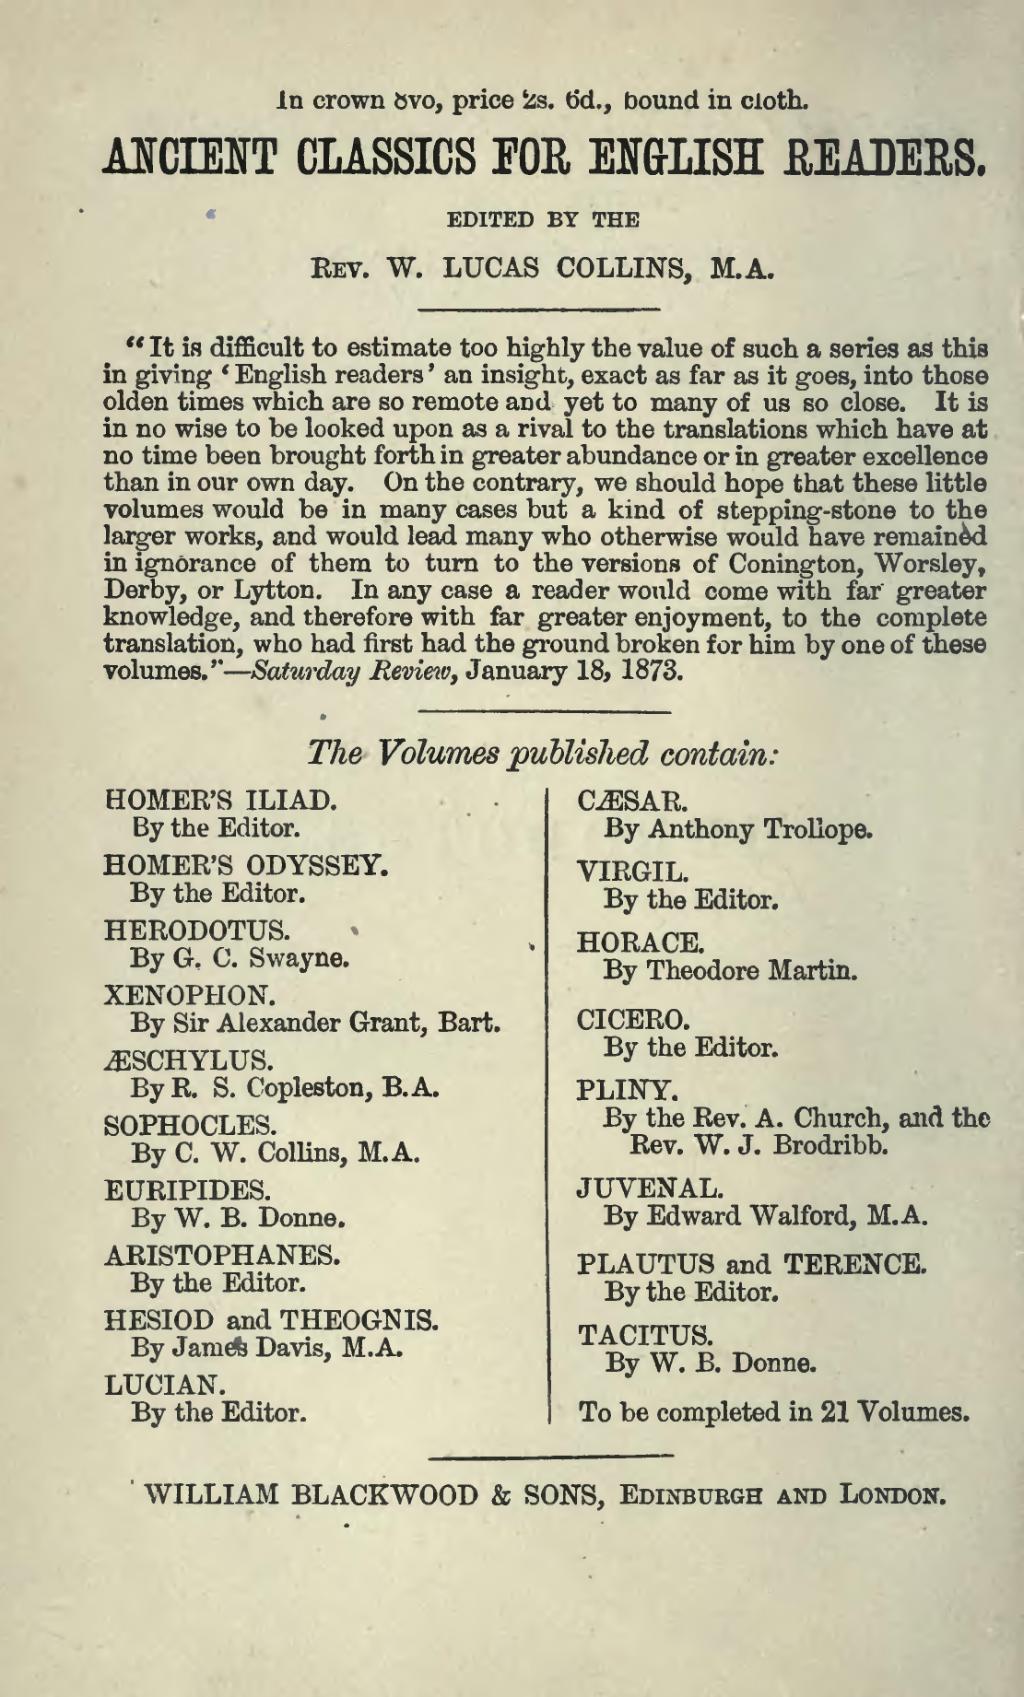 In crown 8vo, price 2s. 6d., bound in cloth.
ANCIENT CLASSICS FOR ENGLISH READERS.
EDITED BY THE
REV. W. LUCAS COLLINS, M.A.
“It is difficult to estimate too highly the value of such a series as this
in giving ‘English readers’ an insight, exact as far as it goes, into those
olden times which are so remote and yet to many of us so close. It is
in no wise to be looked upon as a rival to the translations which have at
no time been brought forth in greater abundance or in greater excellence
than in our own day. On the contrary, we should hope that these little
volumes would be in many cases but a kind of stepping-stone to the
larger works, and would lead many who otherwise would have remained
in ignorance of them to turn to the versions of Conington, Worsley,
Derby, or Lytton. In any case a reader would come with far greater
knowledge, and therefore with far greater enjoyment, to the complete
translation, who had first had the ground broken for him by one of these
volumes.”—Saturday Review, January 18, 1873.
The Volumes published contain:
HOMER'S ILIAD.
By the Editor.
HOMER'S ODYSSEY.
By the Editor.
HERODOTUS.
By G. C. Swayne.
XENOPHON.
By Sir Alexander Grant, Bart.
ÆSCHYLUS.
By R. S. Copleston, B.A.
SOPHOCLES.
By C. W. Collins, M.A.
EURIPIDES.
By W. B. Donne.
ARISTOPHANES.
By the Editor.
HESIOD and THEOGNIS.
By James Davis, M.A.
LUCIAN.
By the Editor.
CÆSAR.
By Anthony Trollope.
VIRGIL.
By the Editor.
HORACE.
By Theodore Martin.
CICERO.
By the Editor.
PLINY.
By the Rev. A. Church, and the
Rev. W. J. Brodribb.
JUVENAL.
By Edward Walford, M.A.
PLAUTUS and TERENCE.
By the Editor.
TACITUS.
By W. B. Donne.
To be completed in 21 Volumes.
WILLIAM BLACKWOOD & SONS, EDINBURGH AND LONDON.